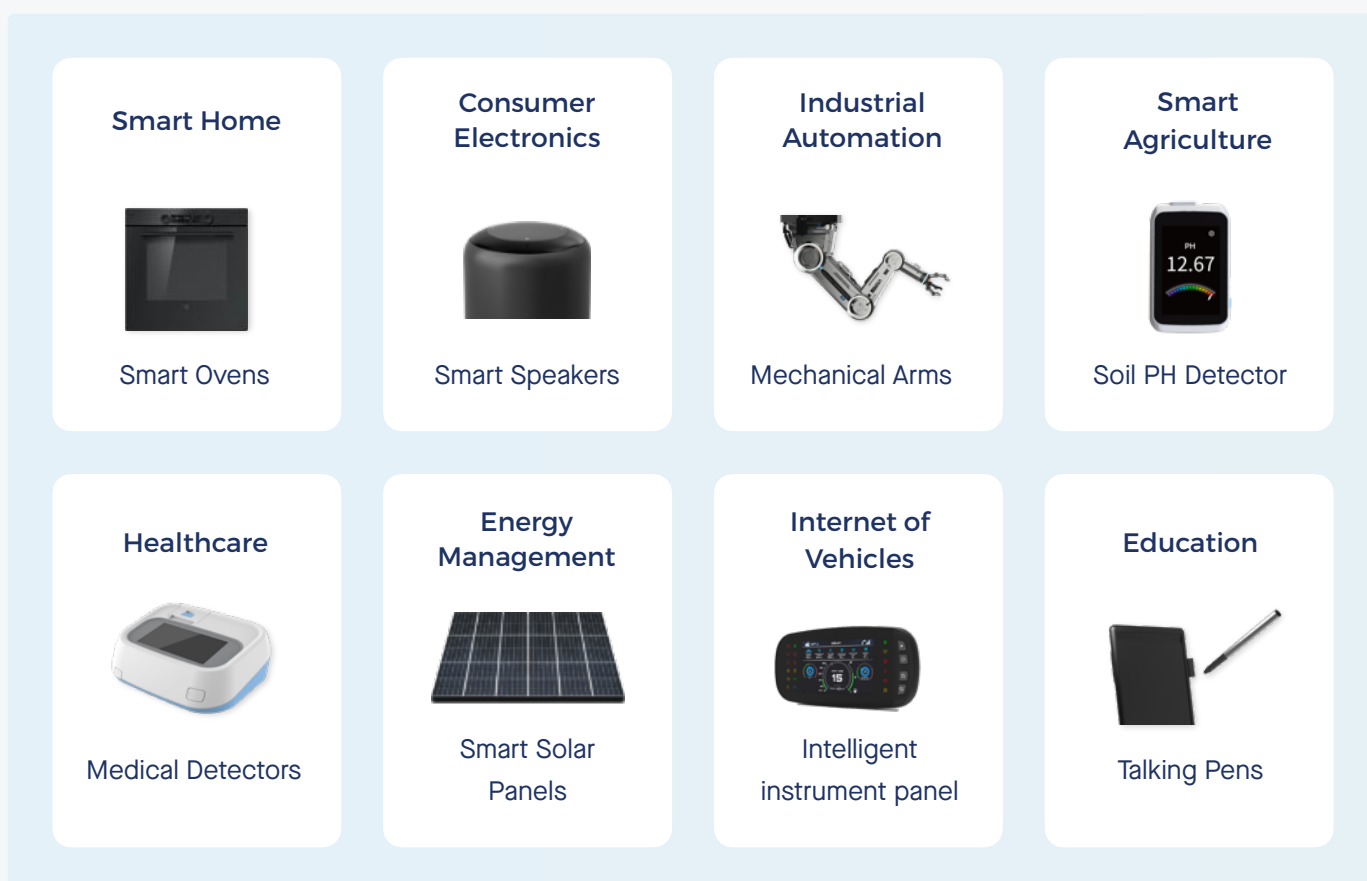 Smart Home
Consumer
Electronics
Industrial
Automation
Smart
Agriculture
PH
12.67
Smart Ovens
Smart Speakers
Mechanical Arms
Soil PH Detector
Healthcare
Energy
Management
Internet of
Vehicles
Education
15
Medical Detectors
Smart Solar
Panels
Intelligent
instrument panel
Talking Pens